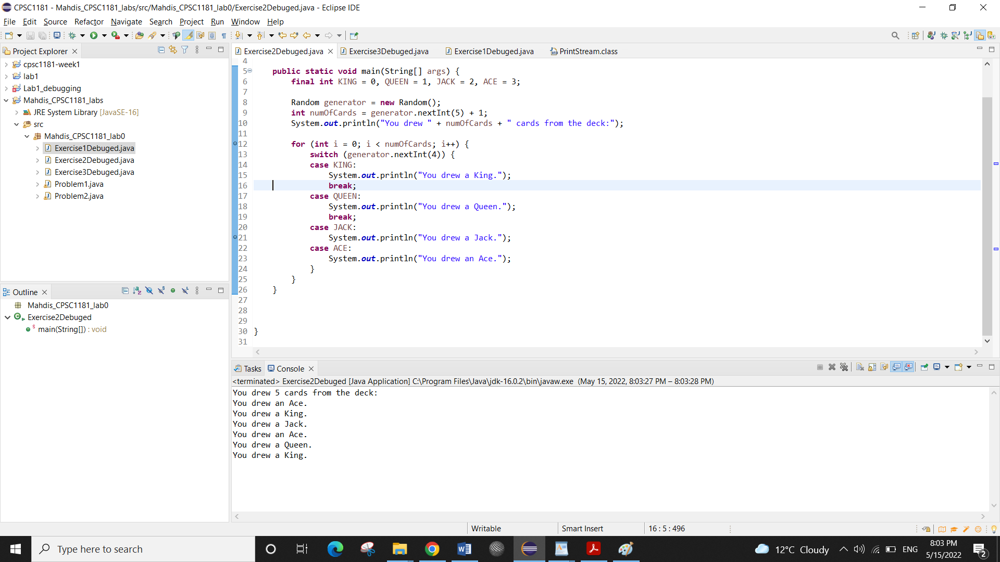 CPSC1181 - Mahdis_CPSC1181_labs/src/Mahdis_CPSC1181_lab0/Exercise2Debuged.java - Eclipse IDE
File Edit Source Refactor Navigate Search Project Run Window Help
Project Explorer
cpsc1181-week1
lab1
Lab1_debugging
Mahdis_CPSC1181_labs
JRE System Library [JavaSE-16]
src
Mahdis_CPSC1181_lab0
Exercise1Debuged.java
Exercise2Debuged.java
Exercise3Debuged.java
Problem1.java
Problem2.java
Outline
Mahdis_CPSC1181_lab0
Exercise2Debuged
main(String[]) : void
Exercise2Debuged.java Exercise3Debuged.java Exercise1Debuged.java PrintStream.class
4
5 public static void main(String[] args) {
6 final int KING = 0, QUEEN = 1, JACK = 2, ACE = 3;
7
8 Random generator = new Random();
9 int numOfCards = generator.nextInt(5) + 1;
10 System.out.println("You drew " + numOfCards + " cards from the deck:");
11
12 for (int i = 0; i < numOfCards; i++) {
13 switch (generator.nextInt(4)) {
14 case KING:
15 System.out.println("You drew a King.");
16 break;
17 case QUEEN:
18 System.out.println("You drew a Queen.");
19 break;
20 case JACK:
21 System.out.println("You drew a Jack.");
22 case ACE:
23 System.out.println("You drew an Ace.");
24 }
25 }
26 }
27
28
29
30 }
31
Tasks Console
<terminated> Exercise2Debuged [Java Application] C:\Program Files\Java\jdk-16.0.2\bin\javaw.exe (May 15, 2022, 8:03:27 PM – 8:03:28 PM)
You drew 5 cards from the deck:
You drew an Ace.
You drew a King.
You drew a Jack.
You drew an Ace.
You drew a Queen.
You drew a King.
Writable Smart Insert 16 : 5 : 496
Type here to search
12°C Cloudy ENG
8:03 PM
5/15/2022
2